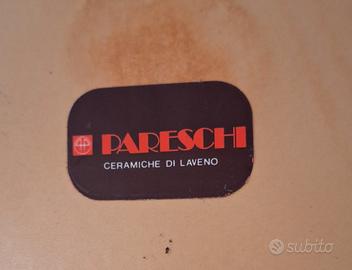 PARESCHI
CERAMICHE DI LAVENO
subito